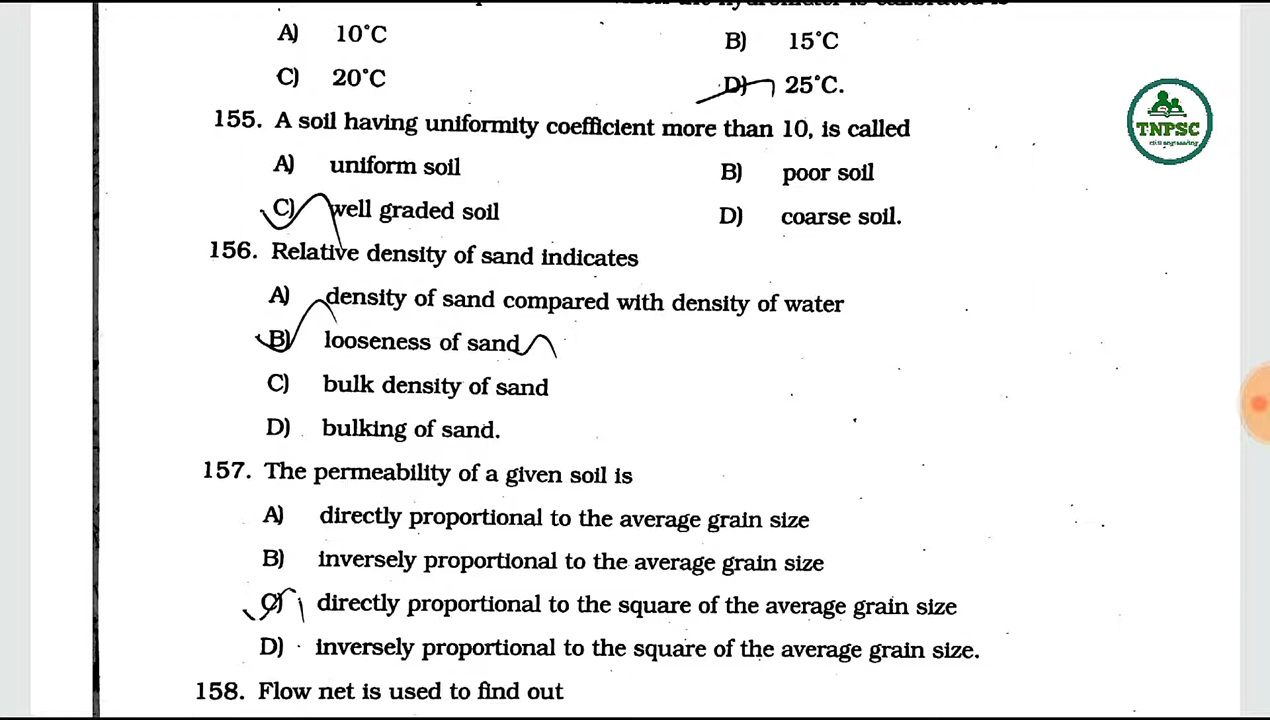 hydrometer is calibrated is
A) 10°C
B) 15°C
C) 20°C
D) 25°C.
TNPSC
155. A soil having uniformity coefficient more than 10, is called
A) uniform soil
B) poor soil
C) well graded soil
D) coarse soil.
156. Relative density of sand indicates
A) density of sand compared with density of water
B) looseness of sand
C) bulk density of sand
D) bulking of sand.
157. The permeability of a given soil is
A) directly proportional to the average grain size
B) inversely proportional to the average grain size
C) directly proportional to the square of the average grain size
D) inversely proportional to the square of the average grain size.
158. Flow net is used to find out